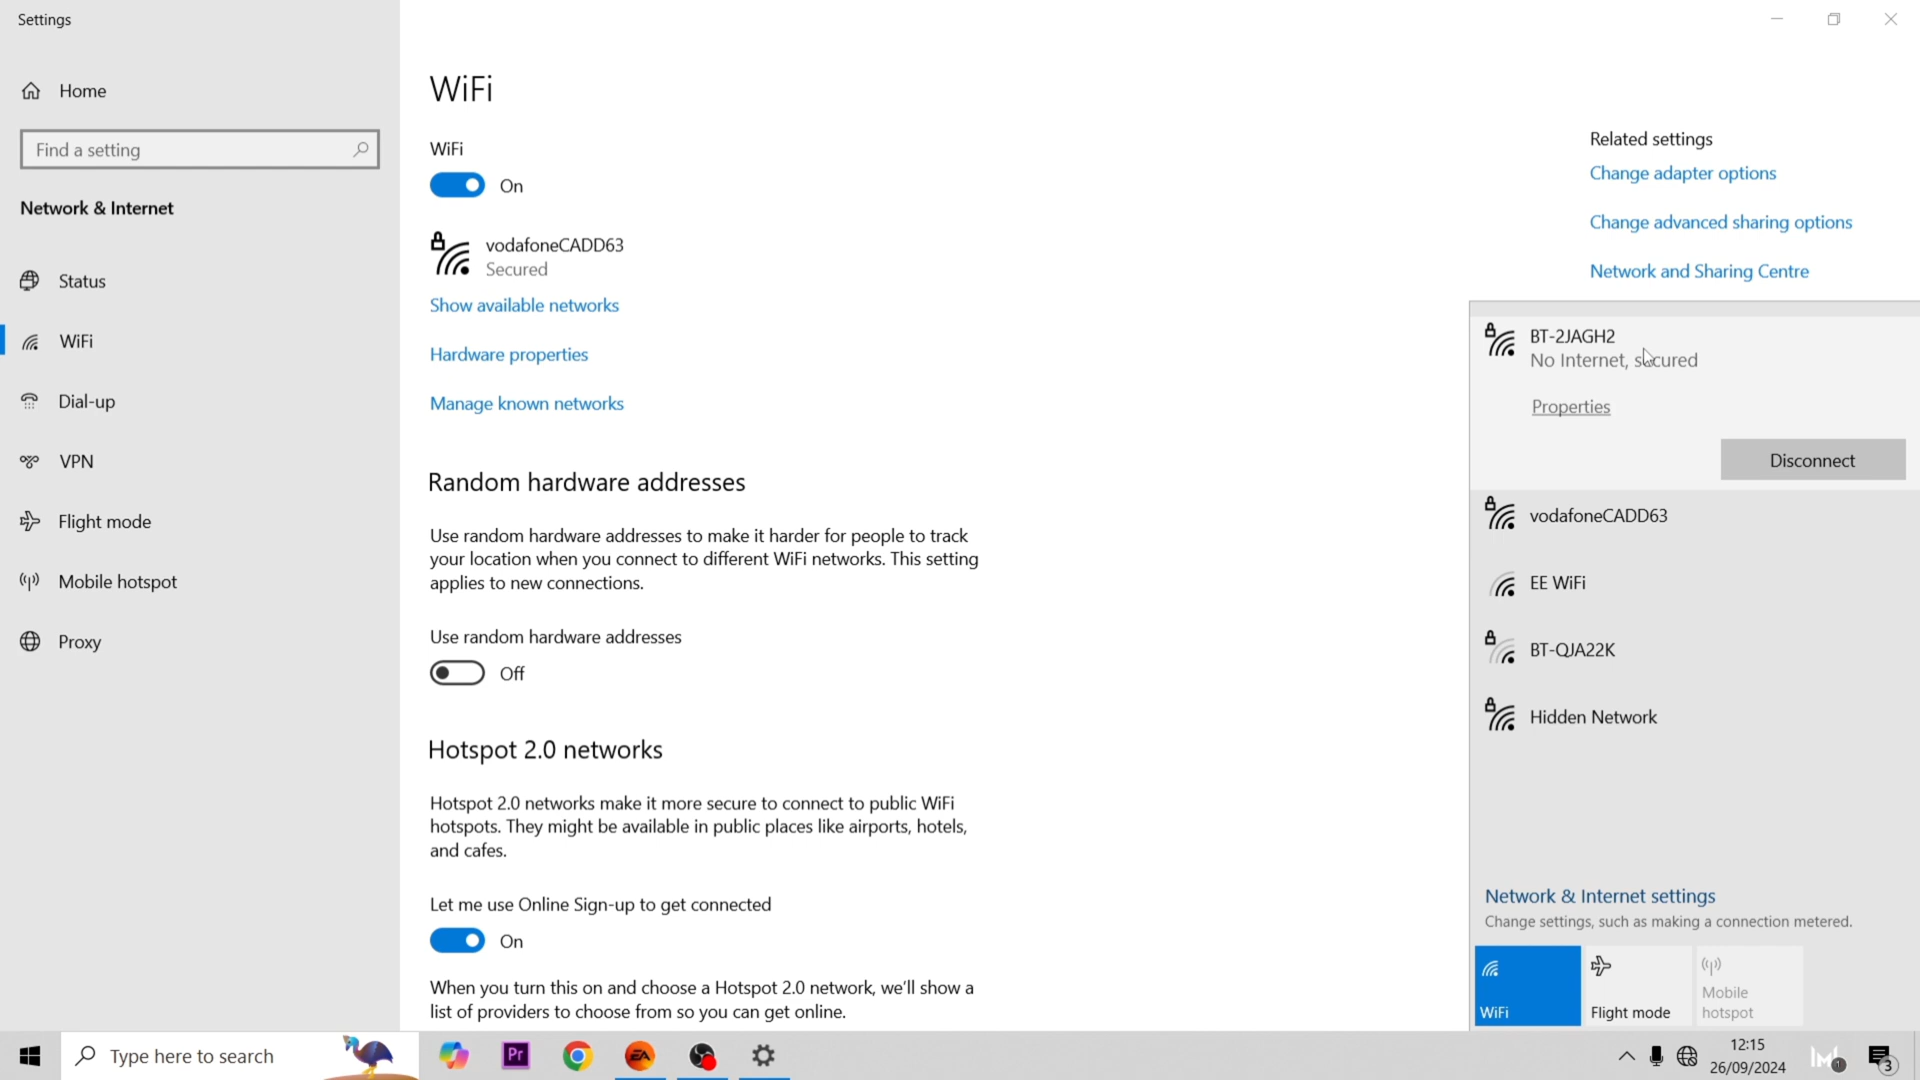 Settings
Home
Find a setting
Network & Internet
Status
WiFi
Dial-up
VPN
Flight mode
Mobile hotspot
Proxy
WiFi
WiFi
On
vodafoneCADD63
Secured
Show available networks
Hardware properties
Manage known networks
Random hardware addresses
Use random hardware addresses to make it harder for people to track
your location when you connect to different WiFi networks. This setting
applies to new connections.
Use random hardware addresses
Off
Hotspot 2.0 networks
Hotspot 2.0 networks make it more secure to connect to public WiFi
hotspots. They might be available in public places like airports, hotels,
and cafes.
Let me use Online Sign-up to get connected
On
When you turn this on and choose a Hotspot 2.0 network, we'll show a
list of providers to choose from so you can get online.
Related settings
Change adapter options
Change advanced sharing options
Network and Sharing Centre
BT-2JAGH2
No Internet, secured
Properties
Disconnect
vodafoneCADD63
EE WiFi
BT-QJA22K
Hidden Network
Network & Internet settings
Change settings, such as making a connection metered.
WiFi
Flight mode
Mobile
hotspot
Type here to search
Pr
EA
12:15
26/09/2024
1
3